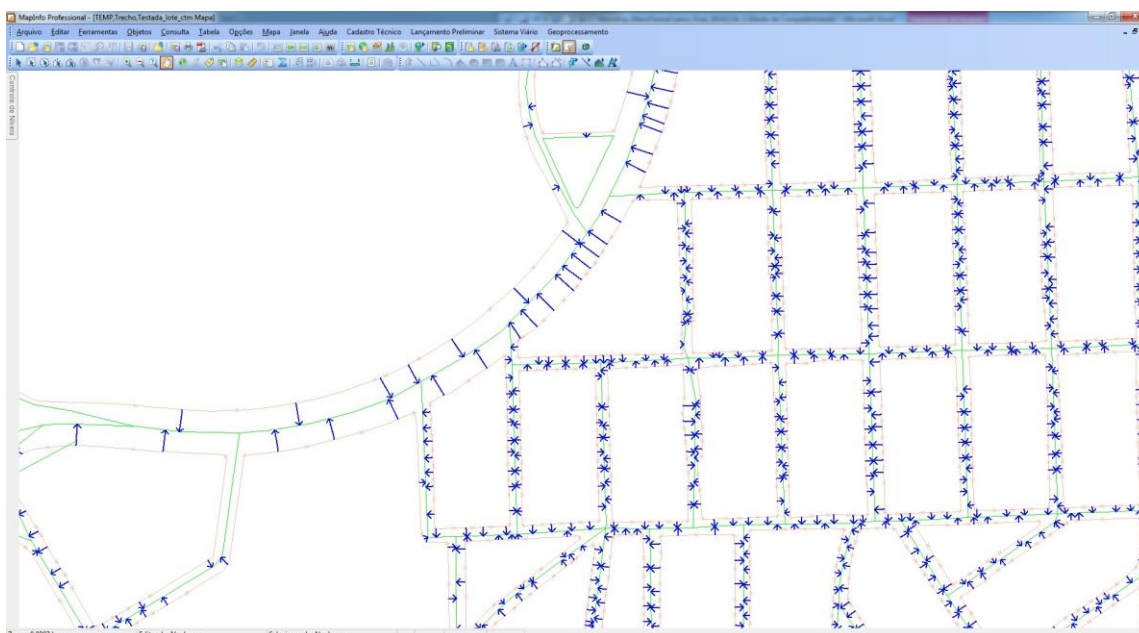 MapInfo Professional - [TEMP,Trecho,Testada_lote_ctm Mapa]
Arquivo Editar Ferramentas Objetos Consulta Tabela Opções Mapa Janela Ajuda Cadastro Técnico Lançamento Preliminar Sistema Viário Geoprocessamento
Controle de Níveis